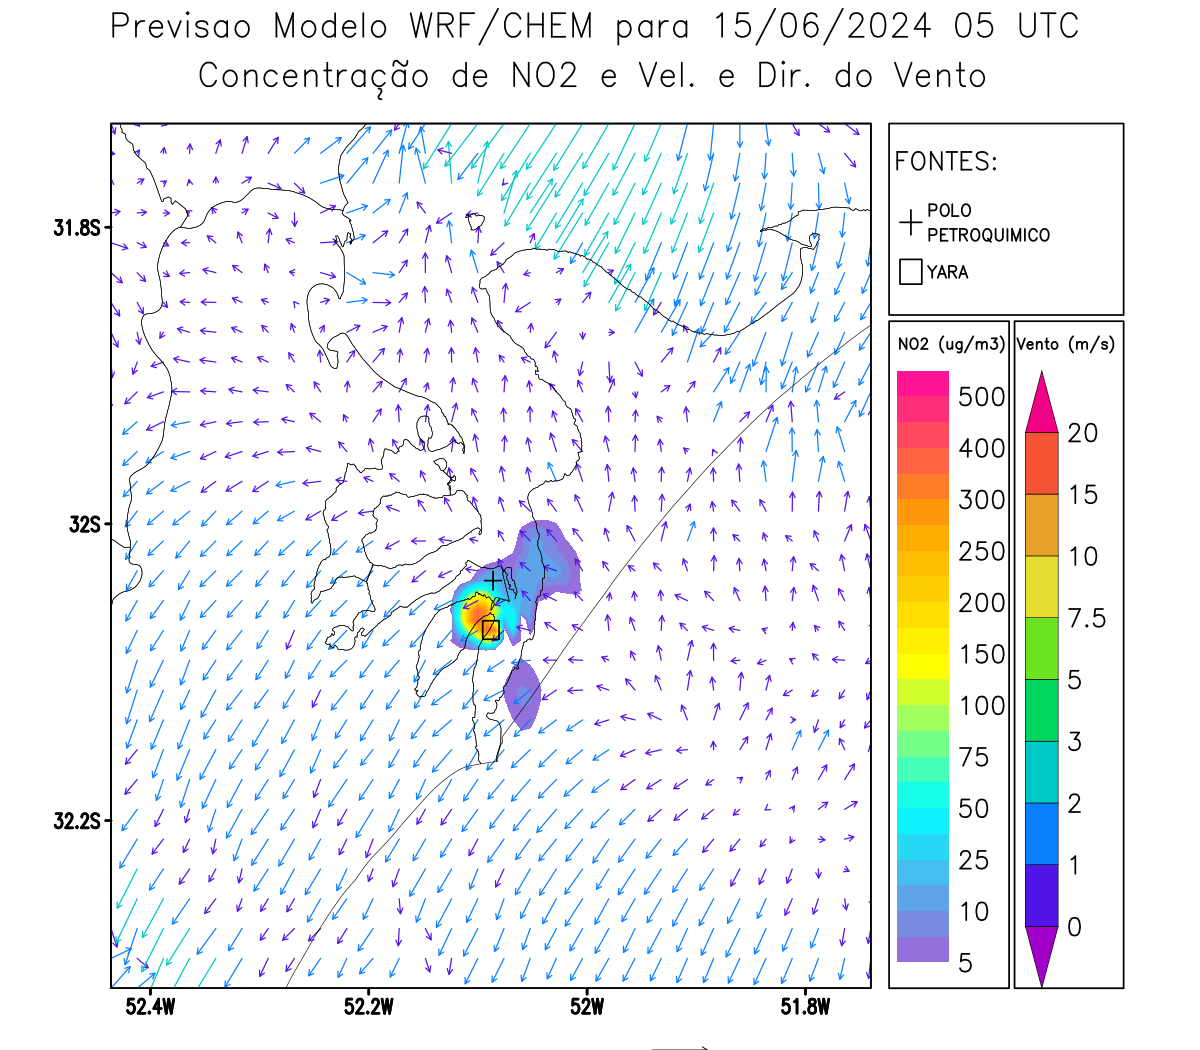 Previsao Modelo WRF/CHEM para 15/06/2024 05 UTC
Concentração de NO2 e Vel. e Dir. do Vento
FONTES:
POLO
PETROQUIMICO
YARA
NO2 (ug/m3)
500
400
300
250
200
150
100
75
50
25
10
5
Vento (m/s)
20
15
10
7.5
5
3
2
1
0
31.8S
32S
32.2S
52.4W
52.2W
52W
51.8W